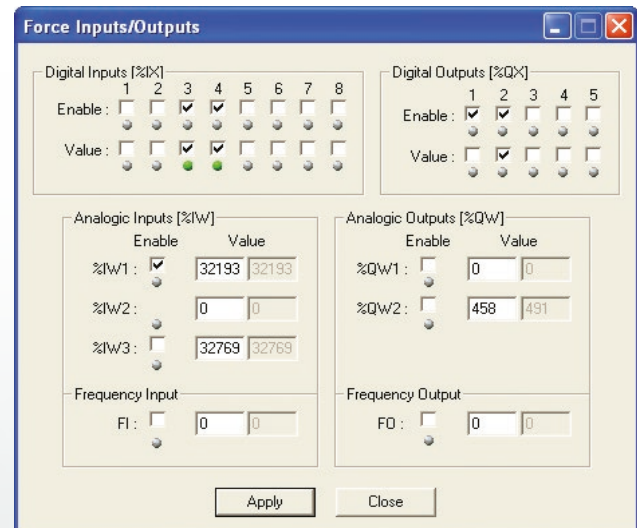 Force Inputs/Outputs
Digital Inputs [%IX]
1 2 3 4 5 6 7 8
Enable :
Value :
Digital Outputs [%QX]
1 2 3 4 5
Enable :
Value :
Analogic Inputs [%IW]
Enable Value
%IW1 : 32193 32193
%IW2 : 0 0
%IW3 : 32769 32769
Frequency Input
FI : 0 0
Analogic Outputs [%QW]
Enable Value
%QW1 : 0 0
%QW2 : 458 491
Frequency Output
FO : 0 0
Apply Close